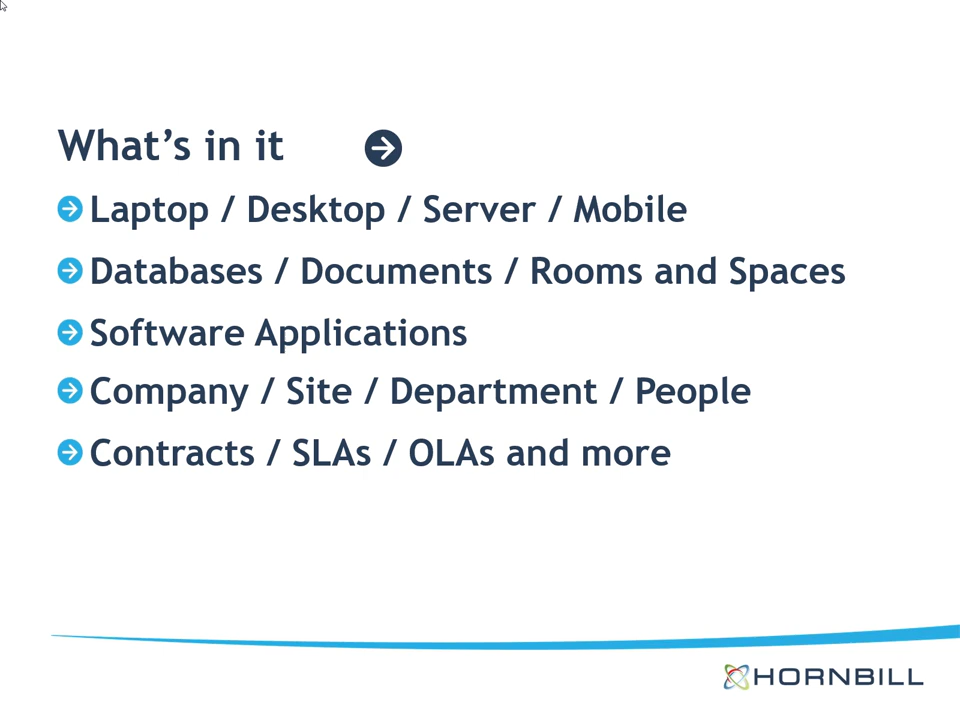 What’s in it
Laptop / Desktop / Server / Mobile
Databases / Documents / Rooms and Spaces
Software Applications
Company / Site / Department / People
Contracts / SLAs / OLAs and more
HORNBILL